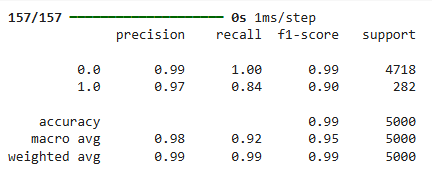 157/157 ━━━━━━━━━━━━━━━━━━━━ 0s 1ms/step
precision recall f1-score support
0.0 0.99 1.00 0.99 4718
1.0 0.97 0.84 0.90 282
accuracy 0.99 5000
macro avg 0.98 0.92 0.95 5000
weighted avg 0.99 0.99 0.99 5000